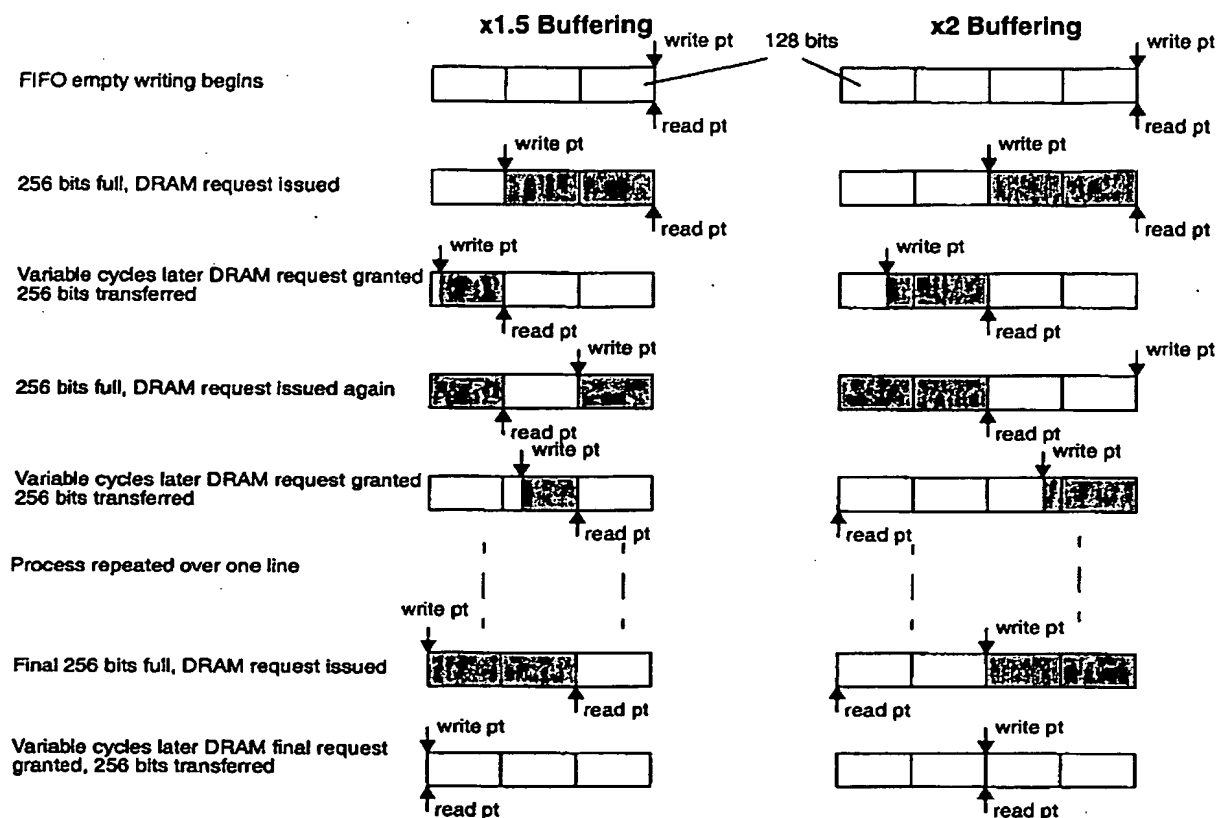 x1.5 Buffering
x2 Buffering
write pt
128 bits
write pt
FIFO empty writing begins
read pt
read pt
write pt
write pt
256 bits full, DRAM request issued
read pt
read pt
write pt
write pt
Variable cycles later DRAM request granted
256 bits transferred
read pt
read pt
write pt
write pt
256 bits full, DRAM request issued again
read pt
read pt
write pt
write pt
Variable cycles later DRAM request granted
256 bits transferred
read pt
read pt
Process repeated over one line
write pt
write pt
Final 256 bits full, DRAM request issued
read pt
read pt
write pt
write pt
Variable cycles later DRAM final request
granted, 256 bits transferred
read pt
read pt